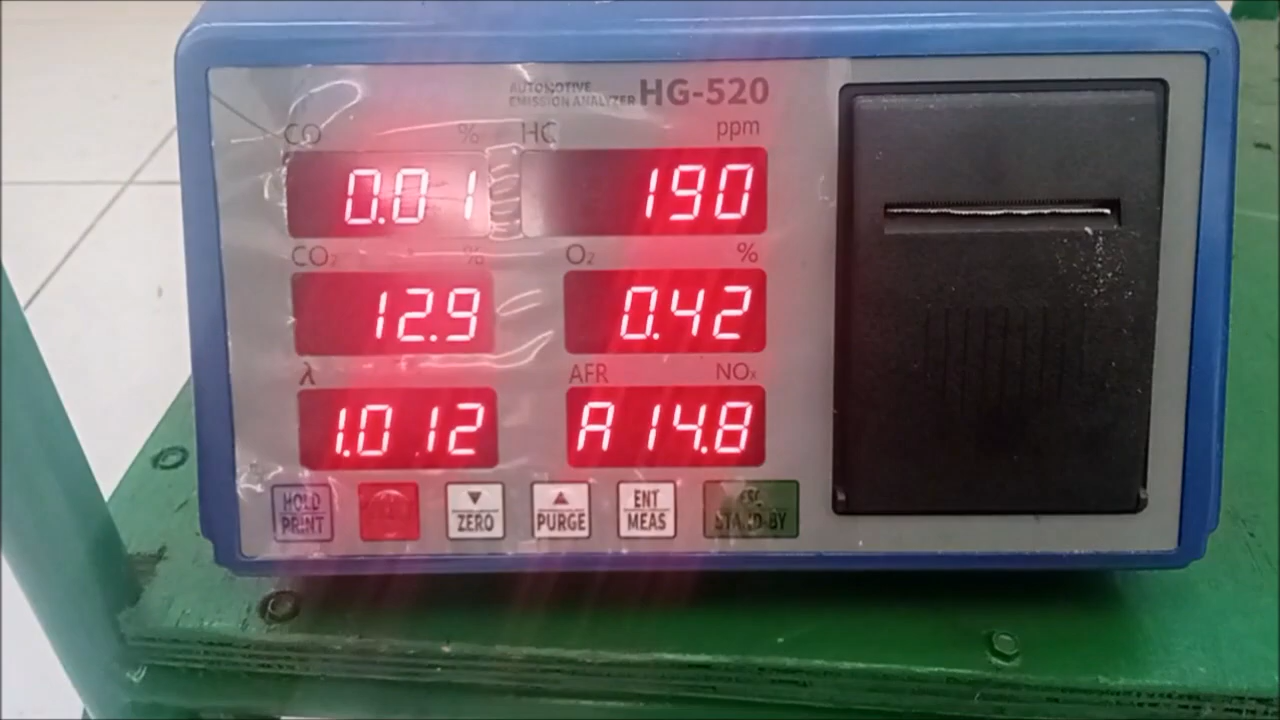 AUTOMOTIVE
EMISSION ANALYZER HG-520
CO % HC ppm
0.01 190
CO₂ % O₂ %
12.9 0.42
λ AFR NOx
1.012 A14.8
HOLD PRINT
▼ ZERO
▲ PURGE
ENT MEAS
ESC STAND-BY